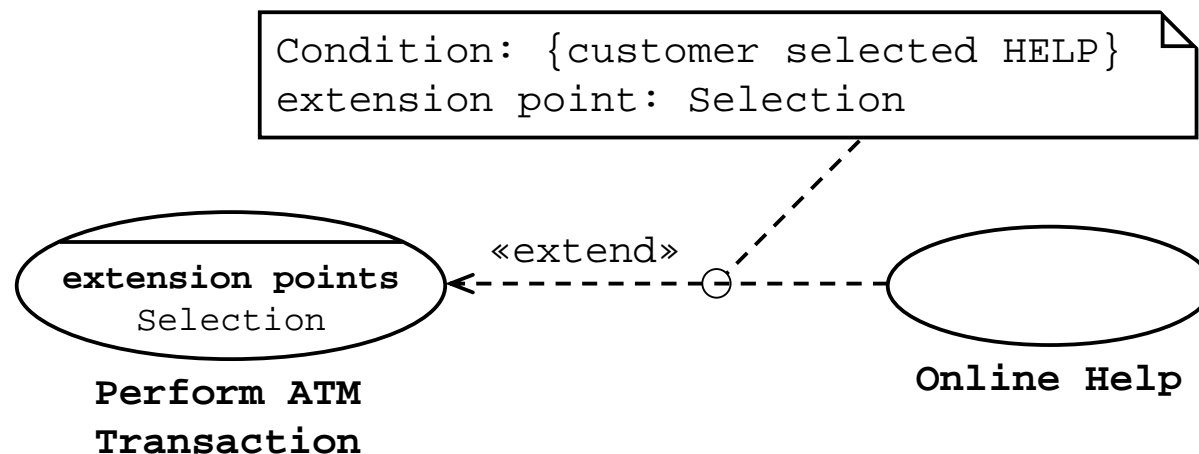 Condition: {customer selected HELP}
extension point: Selection
«extend»
extension points
Selection
Perform ATM
Transaction
Online Help